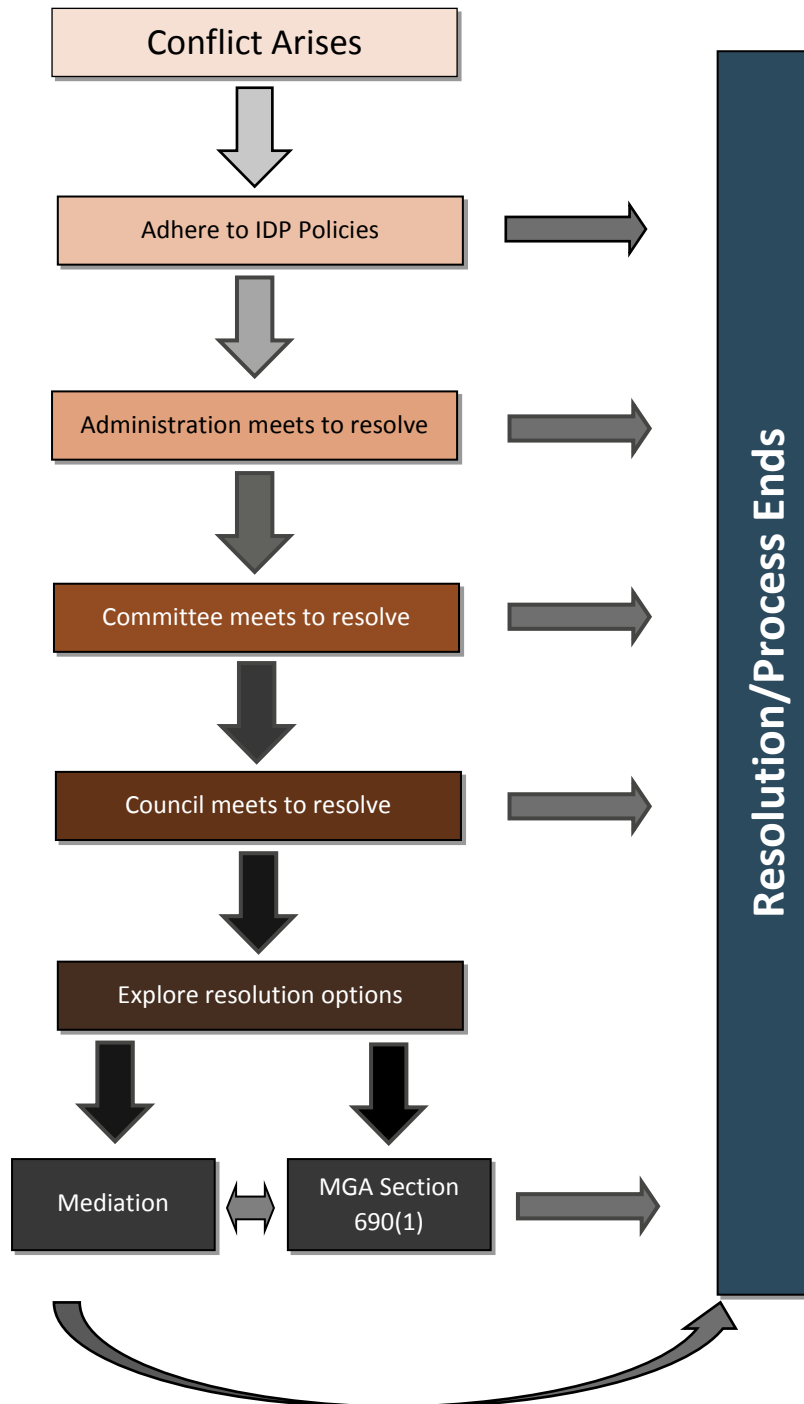 Conflict Arises
Adhere to IDP Policies
Administration meets to resolve
Committee meets to resolve
Council meets to resolve
Explore resolution options
Mediation
MGA Section
690(1)
Resolution/Process Ends